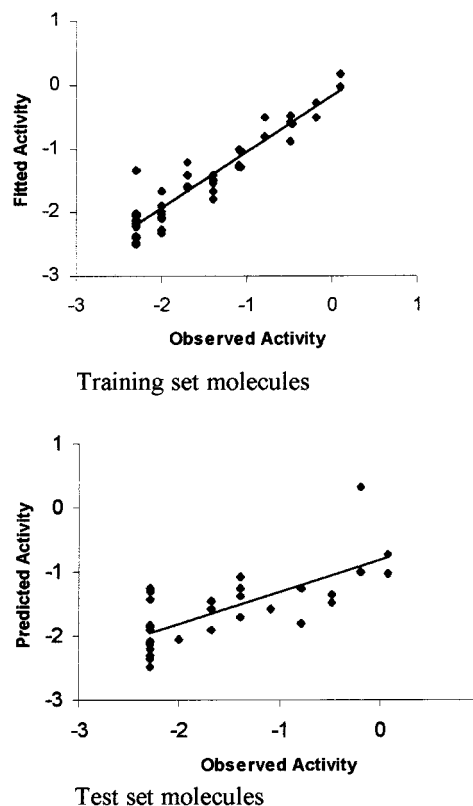 1
0
-1
-2
-3
Fitted Activity
-3 -2 -1 0 1
Observed Activity
Training set molecules
1
0
-1
-2
-3
Predicted Activity
-3 -2 -1 0
Observed Activity
Test set molecules